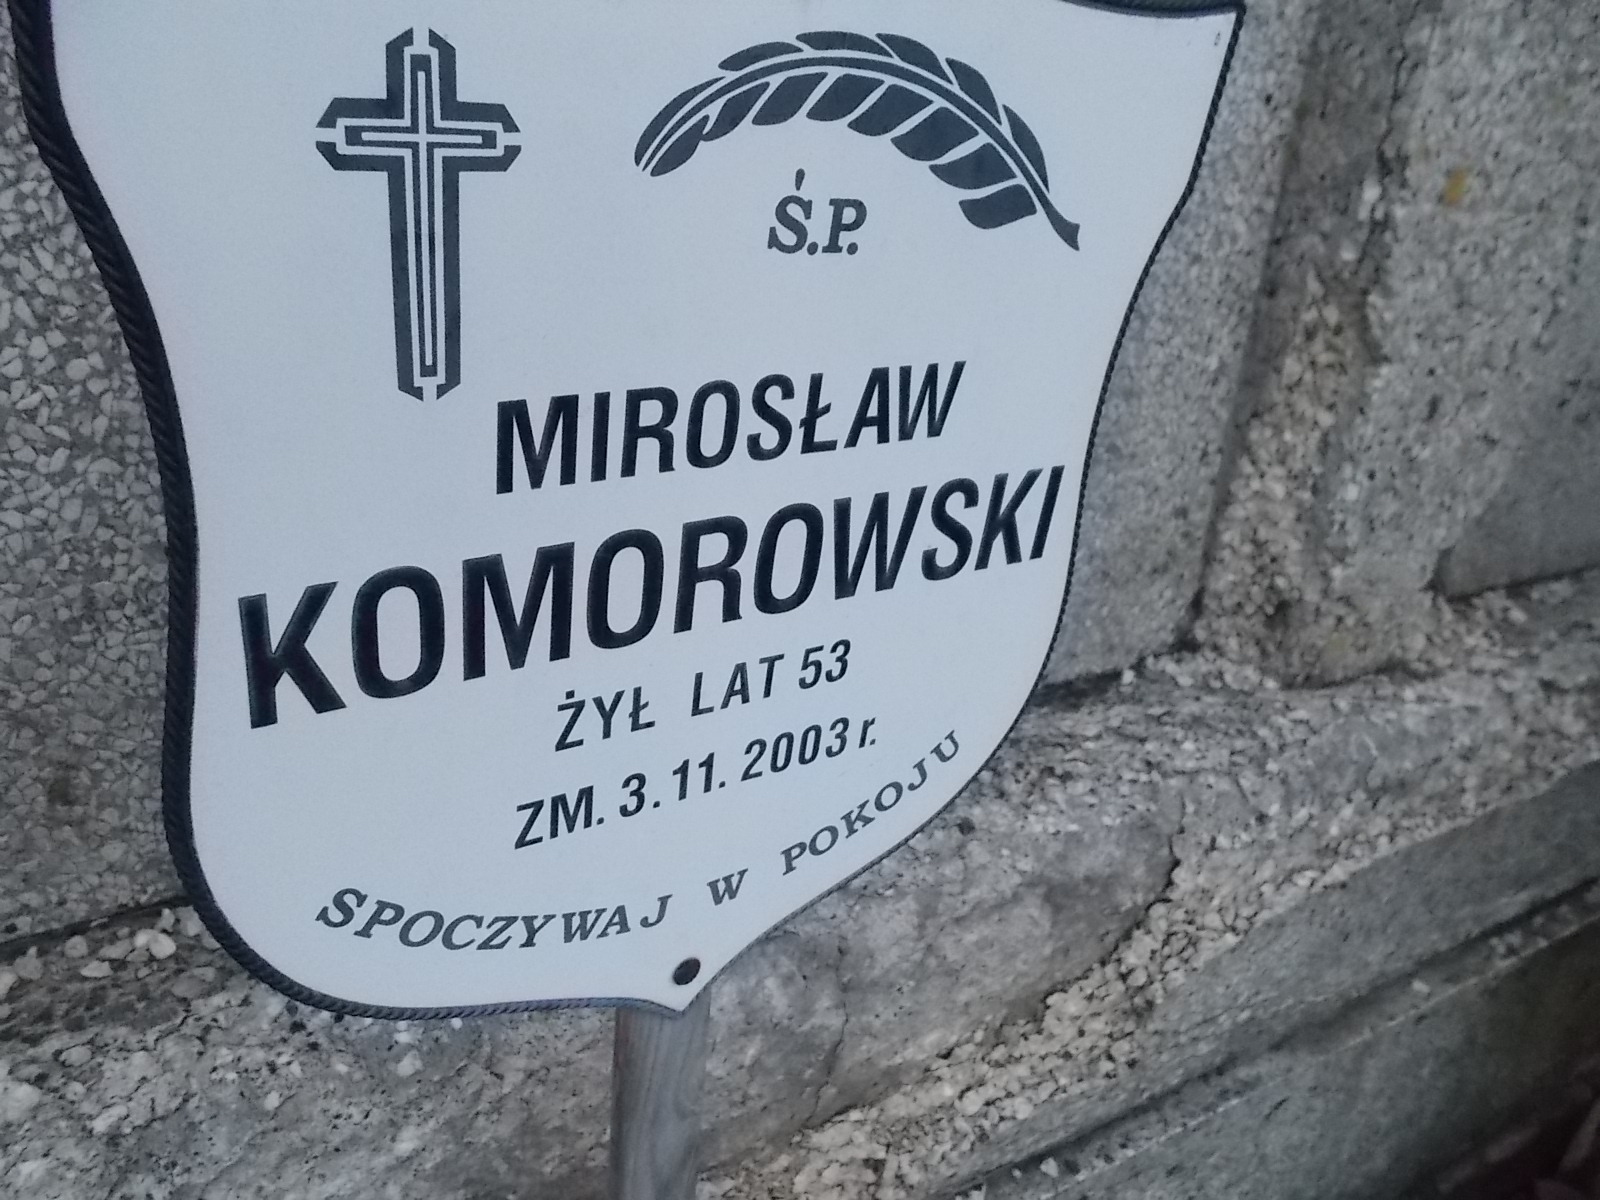 Ś.P.
MIROSŁAW
KOMOROWSKI
ŻYŁ LAT 53
ZM. 3.11.2003 r.
SPOCZYWAJ W POKOJU